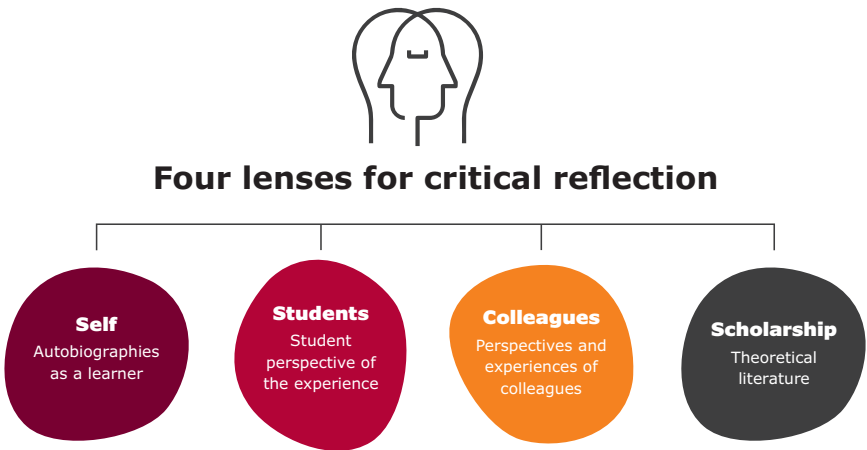 Four lenses for critical reflection
Self
Autobiographies
as a learner
Students
Student
perspective of
the experience
Colleagues
Perspectives and
experiences of
colleagues
Scholarship
Theoretical
literature